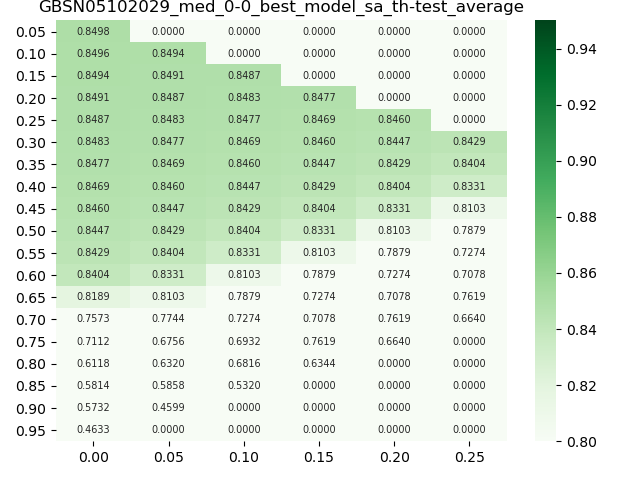 GBSN05102029_med_0-0_best_model_sa_th-test_average
0.05 0.8498 0.0000 0.0000 0.0000 0.0000 0.0000
0.10 0.8496 0.8494 0.0000 0.0000 0.0000 0.0000
0.15 0.8494 0.8491 0.8487 0.0000 0.0000 0.0000
0.20 0.8491 0.8487 0.8483 0.8477 0.0000 0.0000
0.25 0.8487 0.8483 0.8477 0.8469 0.8460 0.0000
0.30 0.8483 0.8477 0.8469 0.8460 0.8447 0.8429
0.35 0.8477 0.8469 0.8460 0.8447 0.8429 0.8404
0.40 0.8469 0.8460 0.8447 0.8429 0.8404 0.8331
0.45 0.8460 0.8447 0.8429 0.8404 0.8331 0.8103
0.50 0.8447 0.8429 0.8404 0.8331 0.8103 0.7879
0.55 0.8429 0.8404 0.8331 0.8103 0.7879 0.7274
0.60 0.8404 0.8331 0.8103 0.7879 0.7274 0.7078
0.65 0.8189 0.8103 0.7879 0.7274 0.7078 0.7619
0.70 0.7573 0.7744 0.7274 0.7078 0.7619 0.6640
0.75 0.7112 0.6756 0.6932 0.7619 0.6640 0.0000
0.80 0.6118 0.6320 0.6816 0.6344 0.0000 0.0000
0.85 0.5814 0.5858 0.5320 0.0000 0.0000 0.0000
0.90 0.5732 0.4599 0.0000 0.0000 0.0000 0.0000
0.95 0.4633 0.0000 0.0000 0.0000 0.0000 0.0000
0.00 0.05 0.10 0.15 0.20 0.25
0.94
0.92
0.90
0.88
0.86
0.84
0.82
0.80